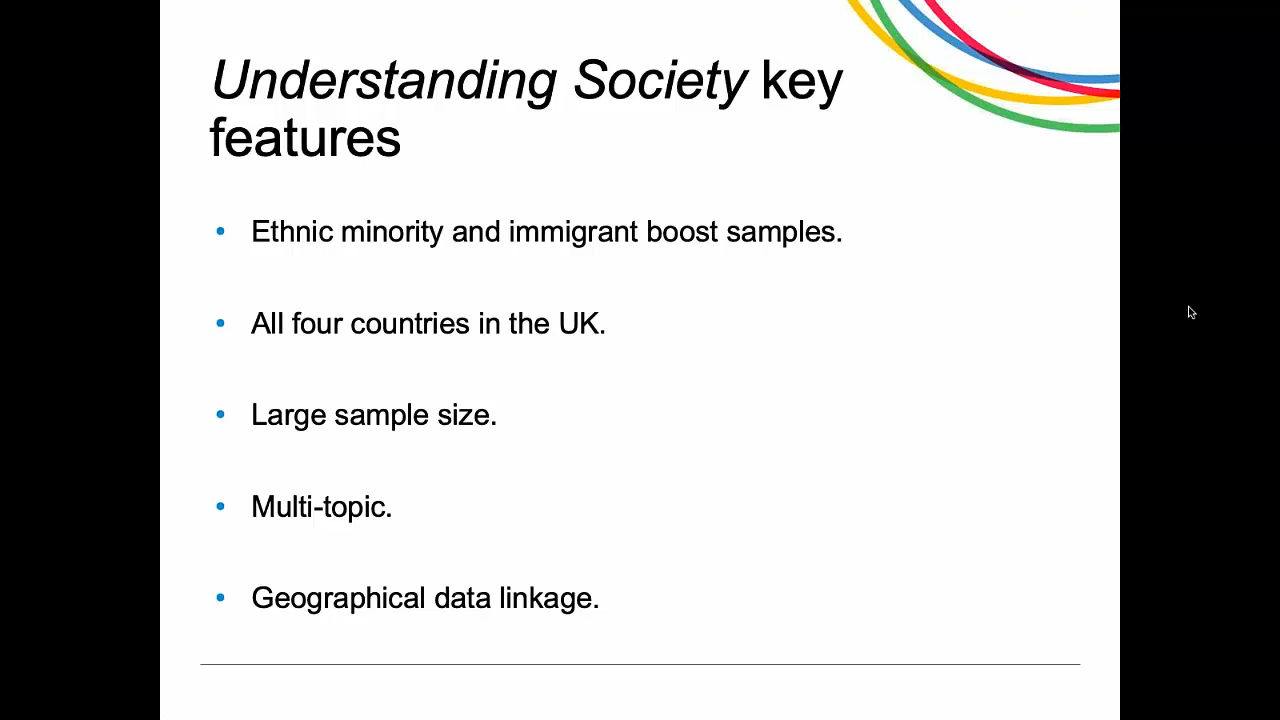 Understanding Society key
features
• Ethnic minority and immigrant boost samples.
• All four countries in the UK.
• Large sample size.
• Multi-topic.
• Geographical data linkage.